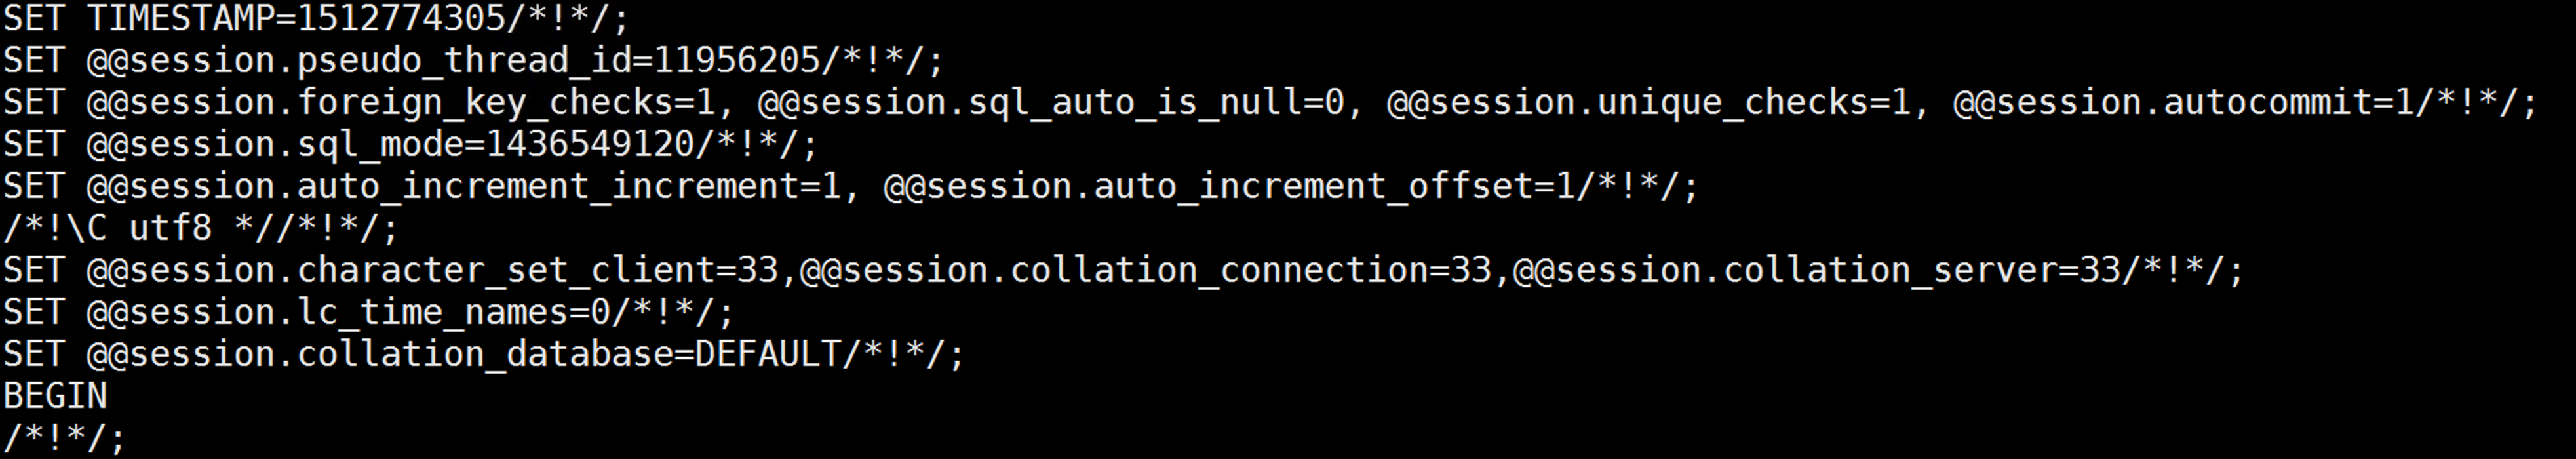 SET TIMESTAMP=1512774305/*!*/;
SET @@session.pseudo_thread_id=11956205/*!*/;
SET @@session.foreign_key_checks=1, @@session.sql_auto_is_null=0, @@session.unique_checks=1, @@session.autocommit=1/*!*/;
SET @@session.sql_mode=1436549120/*!*/;
SET @@session.auto_increment_increment=1, @@session.auto_increment_offset=1/*!*/;
/*!\C utf8 *//*!*/;
SET @@session.character_set_client=33,@@session.collation_connection=33,@@session.collation_server=33/*!*/;
SET @@session.lc_time_names=0/*!*/;
SET @@session.collation_database=DEFAULT/*!*/;
BEGIN
/*!*/;